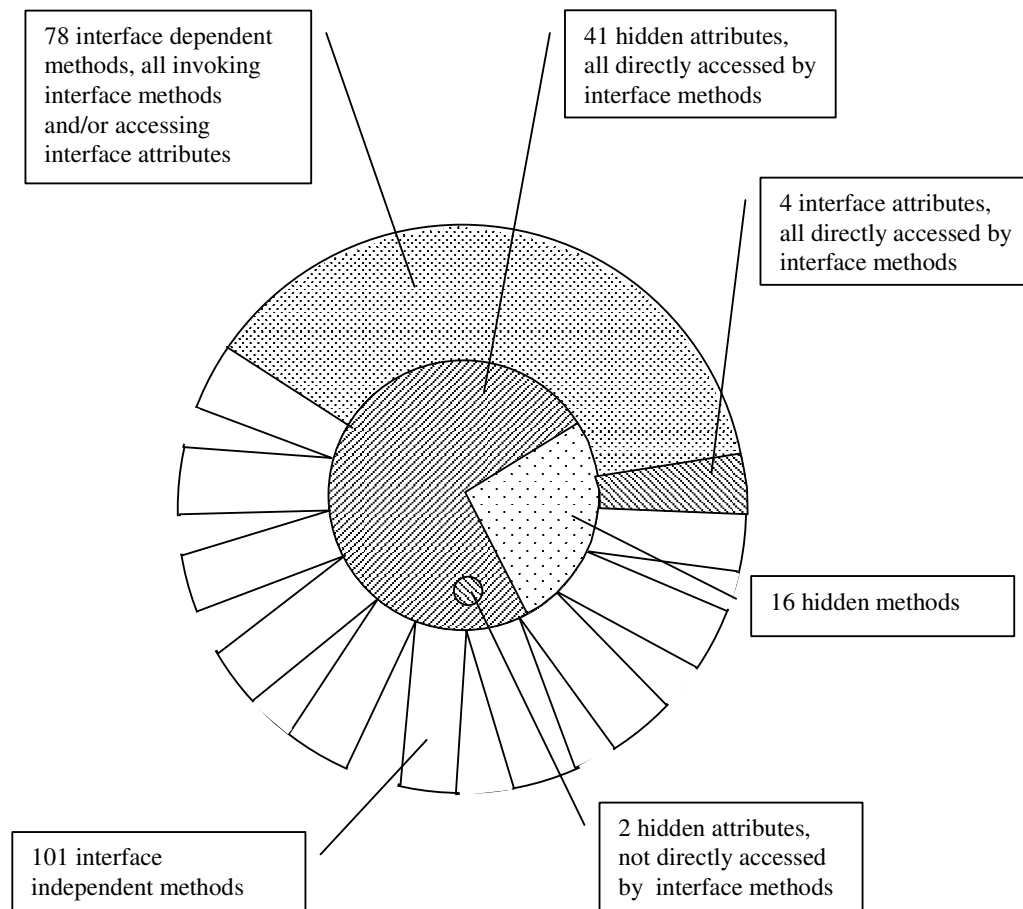 78 interface dependent
methods, all invoking
interface methods
and/or accessing
interface attributes
41 hidden attributes,
all directly accessed by
interface methods
4 interface attributes,
all directly accessed by
interface methods
16 hidden methods
2 hidden attributes,
not directly accessed
by interface methods
101 interface
independent methods